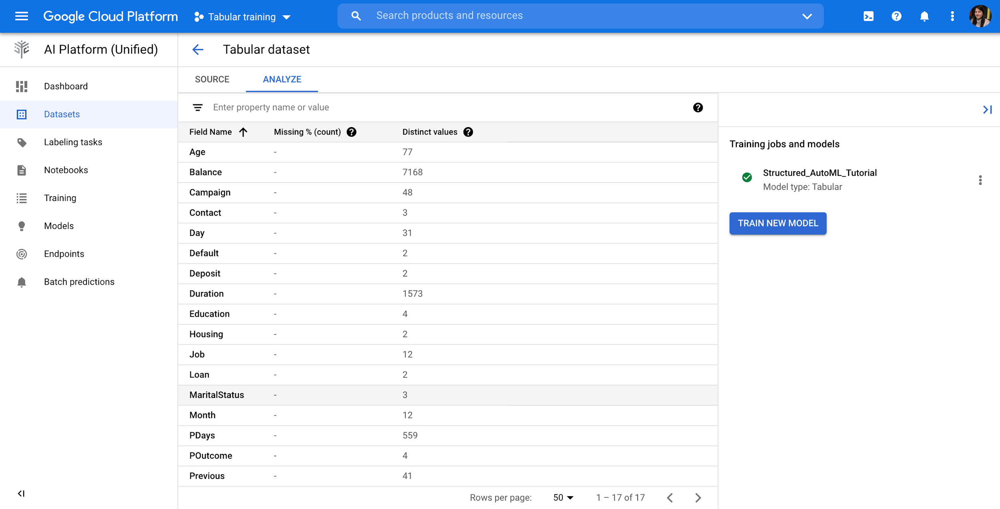 Google Cloud Platform Tabular training Search products and resources
AI Platform (Unified)
Tabular dataset
Dashboard
Datasets
Labeling tasks
Notebooks
Training
Models
Endpoints
Batch predictions
SOURCE ANALYZE
Enter property name or value
Field Name Missing % (count) Distinct values
Age - 77
Balance - 7168
Campaign - 48
Contact - 3
Day - 31
Default - 2
Deposit - 2
Duration - 1573
Education - 4
Housing - 2
Job - 12
Loan - 2
MaritalStatus - 3
Month - 12
PDays - 559
POutcome - 4
Previous - 41
Rows per page: 50 1 – 17 of 17
Training jobs and models
Structured_AutoML_Tutorial
Model type: Tabular
TRAIN NEW MODEL